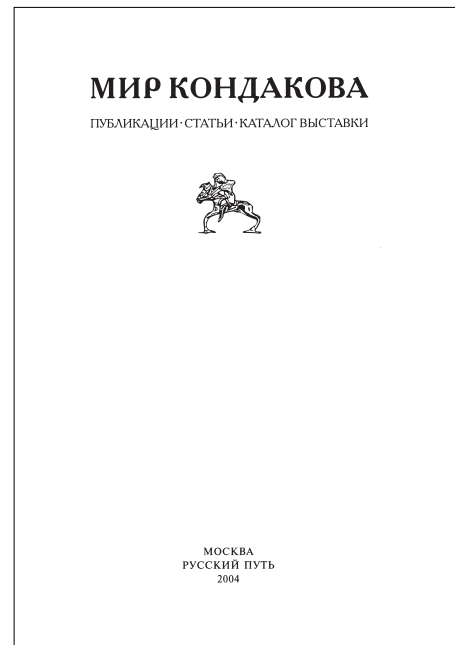 МИР КОНДАКОВА
ПУБЛИКАЦИИ·СТАТЬИ·КАТАЛОГ ВЫСТАВКИ
МОСКВА
РУССКИЙ ПУТЬ
2004